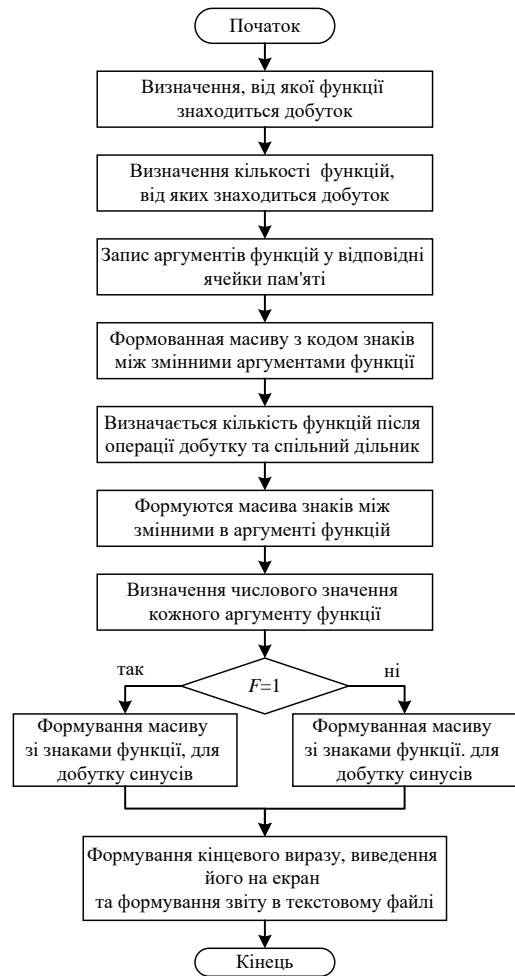 Початок
Визначення, від якої функції
знаходиться добуток
Визначення кількості функцій,
від яких знаходиться добуток
Запис аргументів функцій у відповідні
ячейки пам'яті
Формованная масиву з кодом знаків
між змінними аргументами функції
Визначається кількість функцій після
операції добутку та спільний дільник
Формуются масива знаків між
змінними в аргументі функцій
Визначення числового значення
кожного аргументу функції
так
F=1
ні
Формування масиву
зі знаками функції, для
добутку синусів
Формуванная масиву
зі знаками функції. для
добутку синусів
Формування кінцевого виразу, виведення
його на екран
та формування звіту в текстовому файлі
Кінець